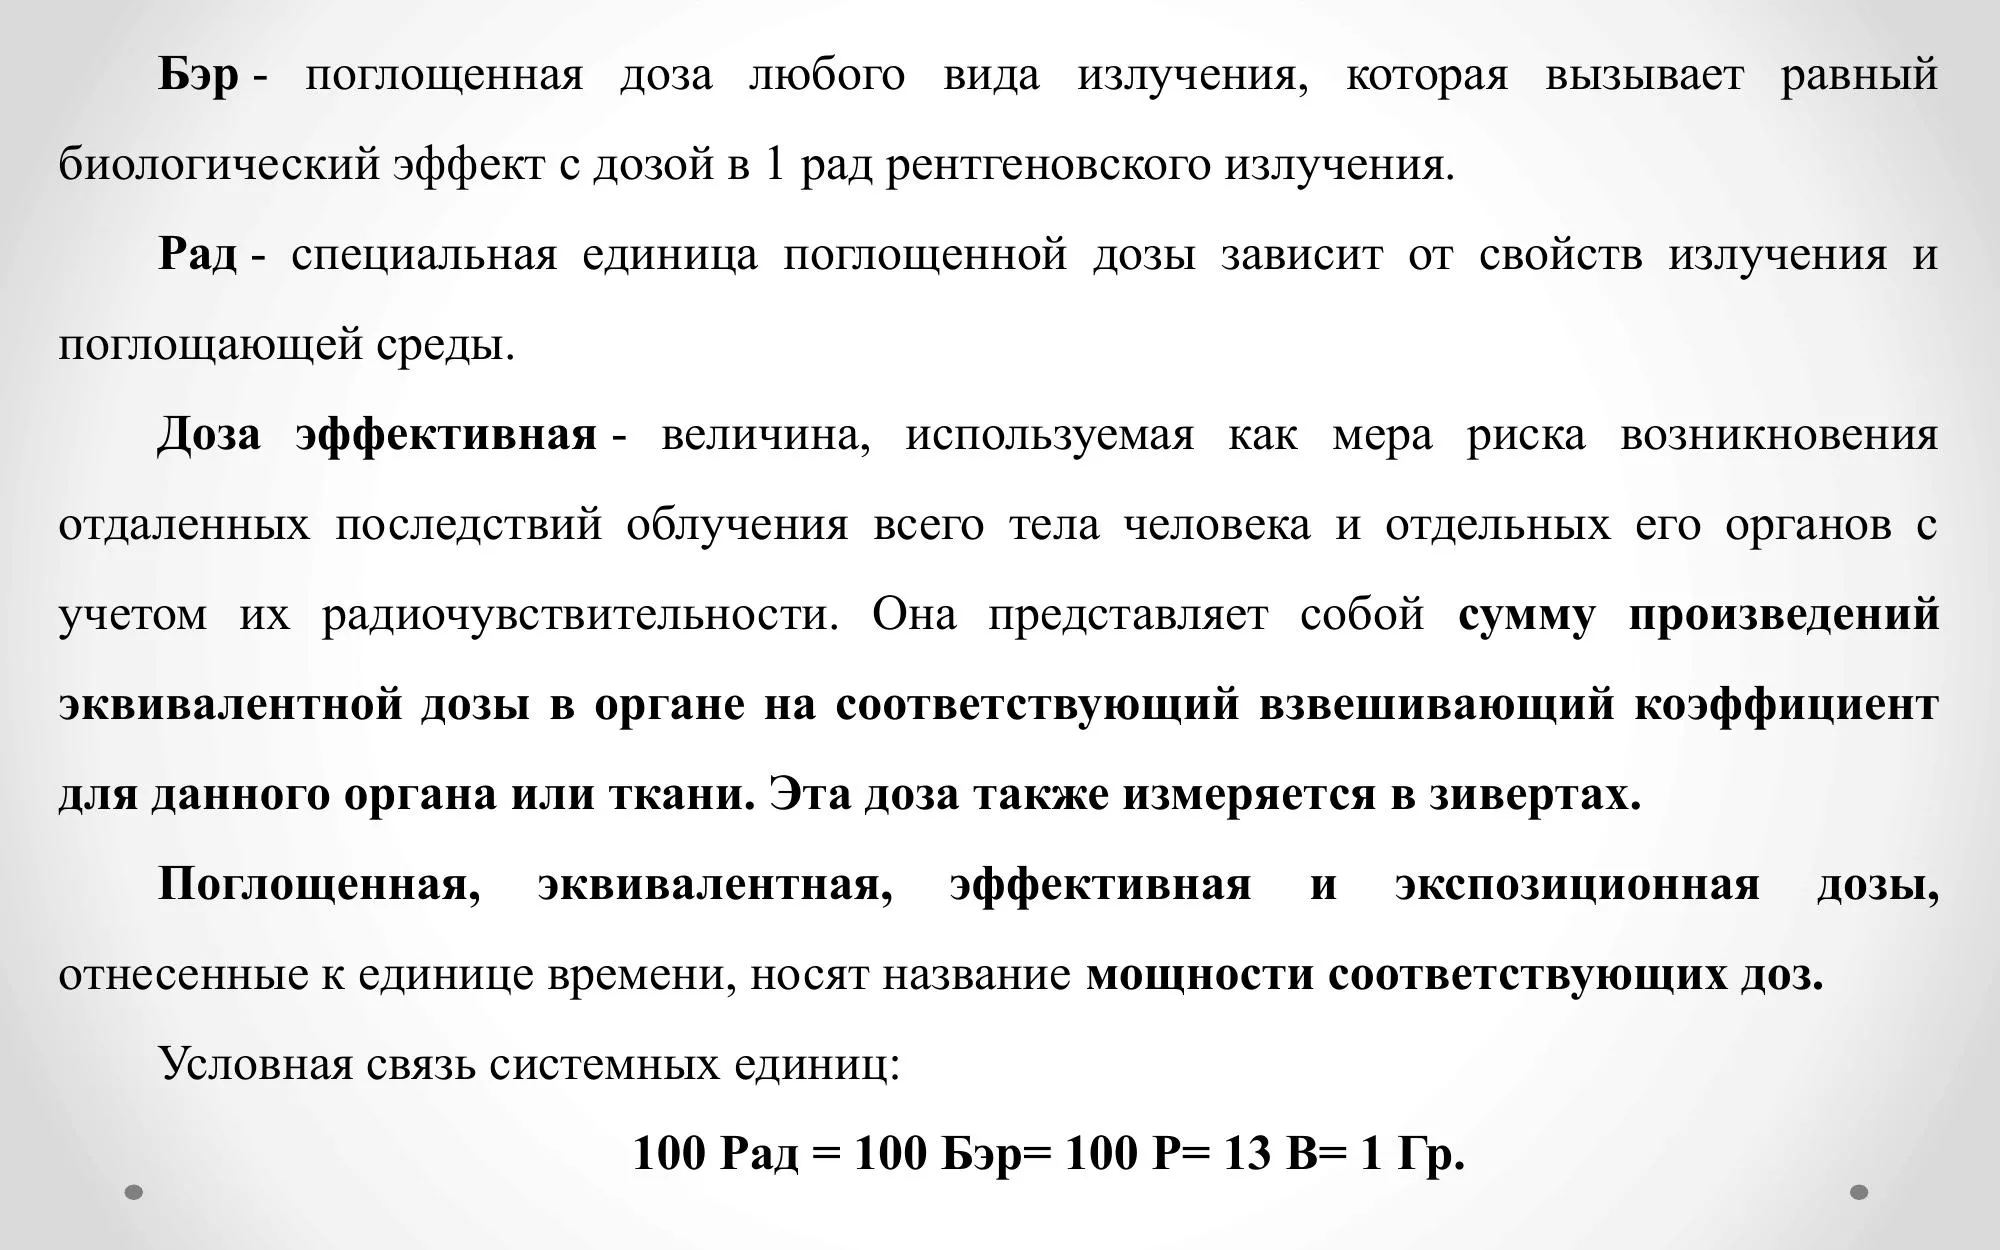 Бэр - поглощенная доза любого вида излучения, которая вызывает равный
биологический эффект с дозой в 1 рад рентгеновского излучения.
Рад - специальная единица поглощенной дозы зависит от свойств излучения и
поглощающей среды.
Доза эффективная - величина, используемая как мера риска возникновения
отдаленных последствий облучения всего тела человека и отдельных его органов с
учетом их радиочувствительности. Она представляет собой сумму произведений
эквивалентной дозы в органе на соответствующий взвешивающий коэффициент
для данного органа или ткани. Эта доза также измеряется в зивертах.
Поглощенная, эквивалентная, эффективная и экспозиционная дозы,
отнесенные к единице времени, носят название мощности соответствующих доз.
Условная связь системных единиц:
100 Рад = 100 Бэр= 100 Р= 13 В= 1 Гр.